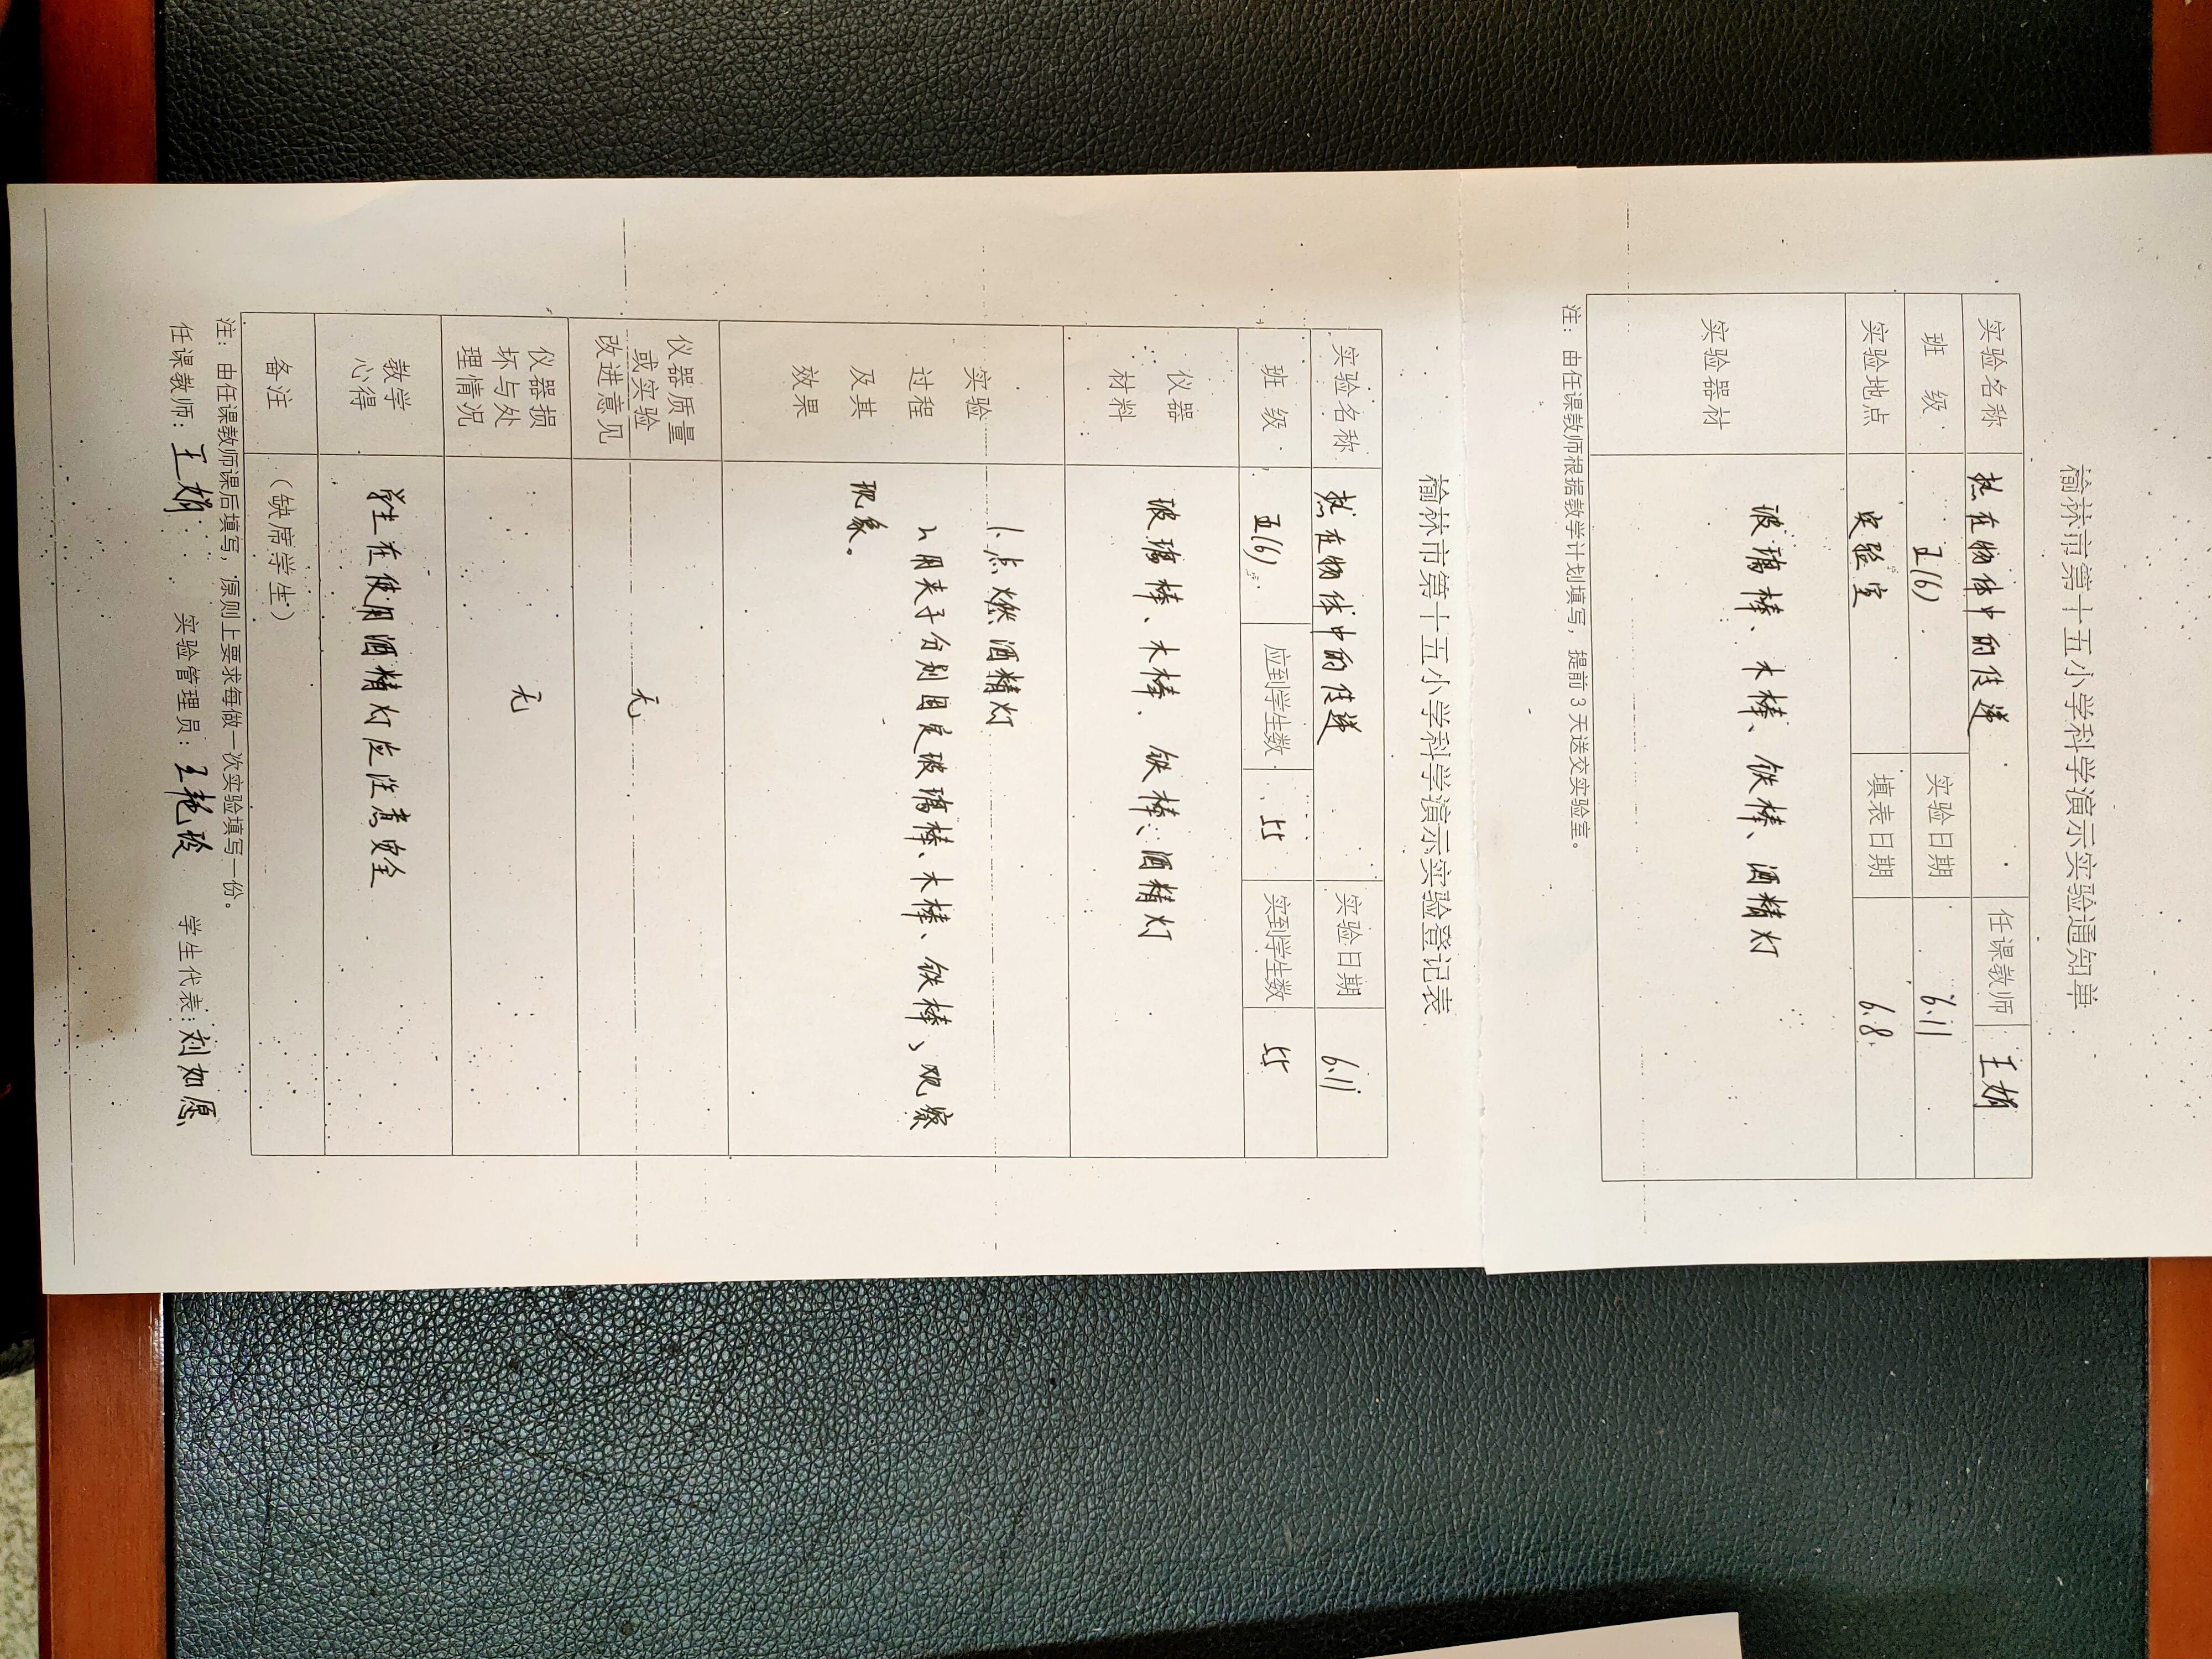 榆林市第十五小学科学演示实验通知单
实验名称 热在物体中的传递 任课教师 王娟
班 级 五(6) 实验日期 6.11
实验地点 实验室 填表日期 6.8
实验器材 玻璃棒、木棒、铁棒、酒精灯
注：由任课教师根据教学计划填写，提前3天送交实验室。
榆林市第十五小学科学演示实验登记表
实验名称 热在物体中的传递 实验日期 6.11
班 级 五(6) 应到学生数 55 实到学生数 55
仪器
材料
玻璃棒、木棒、铁棒、酒精灯
实验
过程
及其
效果
1、点燃酒精灯
2、用夹子分别固定玻璃棒、木棒、铁棒、观察
现象。
仪器质量
或实验
改进意见
无
仪器损
坏与处
理情况
无
教学
心得
学生在使用酒精灯应注意安全
备注 （缺席学生）
注：由任课教师课后填写，原则上要求每做一次实验填写一份。
任课教师：王娟 实验管理员：王艳 学生代表：刘如愿